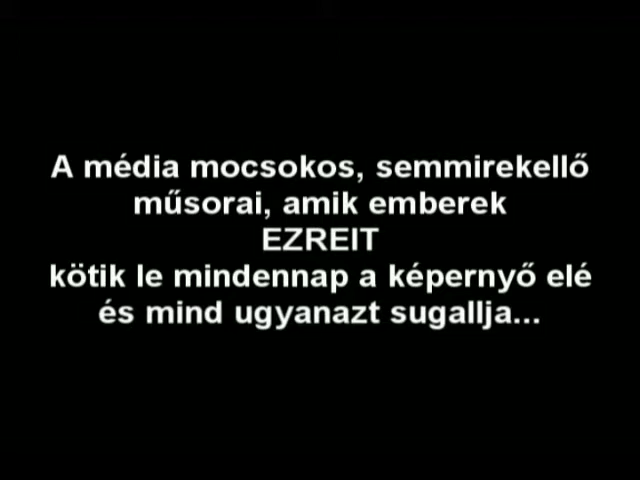 A média mocsokos, semmirekellő
műsorai, amik emberek
EZREIT
kötik le mindennap a képernyő elé
és mind ugyanazt sugallja...